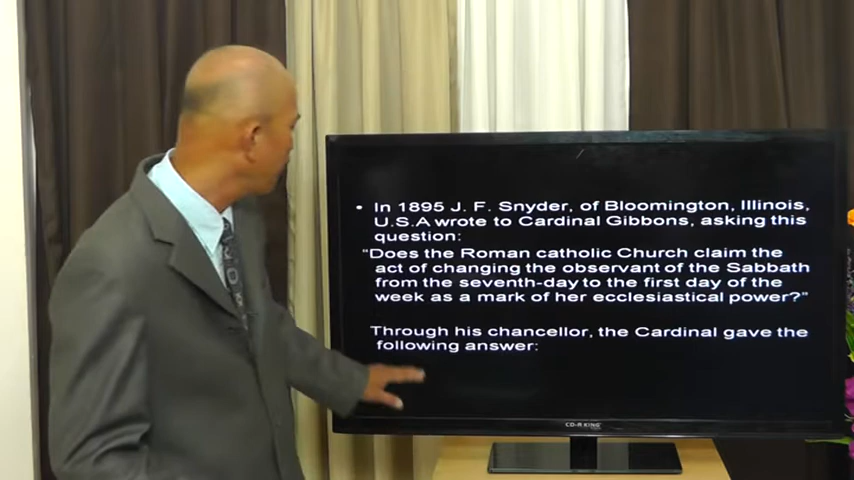 • In 1895 J. F. Snyder, of Bloomington, Illinois,
U.S.A wrote to Cardinal Gibbons, asking this
question:
"Does the Roman catholic Church claim the
act of changing the observant of the Sabbath
from the seventh-day to the first day of the
week as a mark of her ecclesiastical power?"
Through his chancellor, the Cardinal gave the
following answer:
CD-R KING